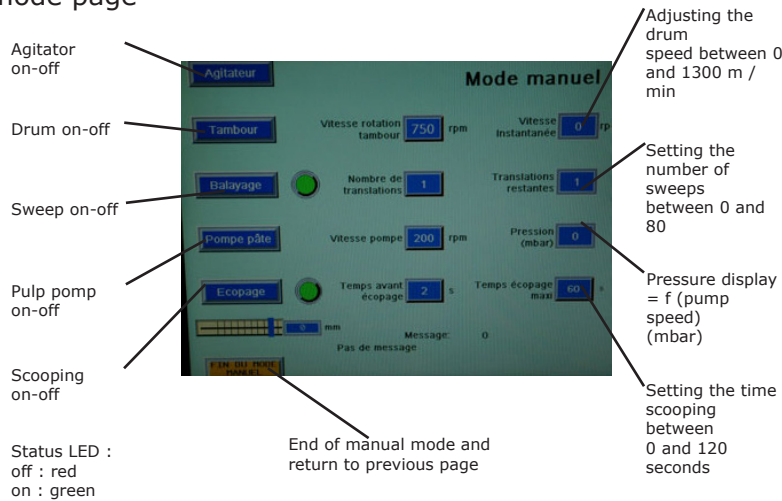 mode page
Agitator
on-off
Drum on-off
Sweep on-off
Pulp pomp
on-off
Scooping
on-off
Status LED :
off : red
on : green
Agitateur
Mode manuel
Tambour
Vitesse rotation
tambour
750 rpm
Vitesse
Instantanée
0 rp
Balayage
Nombre de
translations
1
Translations
restantes
1
Pompe pâte
Vitesse pompe 200 rpm
Pression
(mbar)
0
Ecopage
Temps avant
écopage
2 s
Temps écopage
maxi
60 s
0 mm
Message: 0
Pas de message
FIN DU MODE
MANUEL
End of manual mode and
return to previous page
Adjusting the
drum
speed between 0
and 1300 m /
min
Setting the
number of
sweeps
between 0 and
80
Pressure display
= f (pump
speed)
(mbar)
Setting the time
scooping
between
0 and 120
seconds